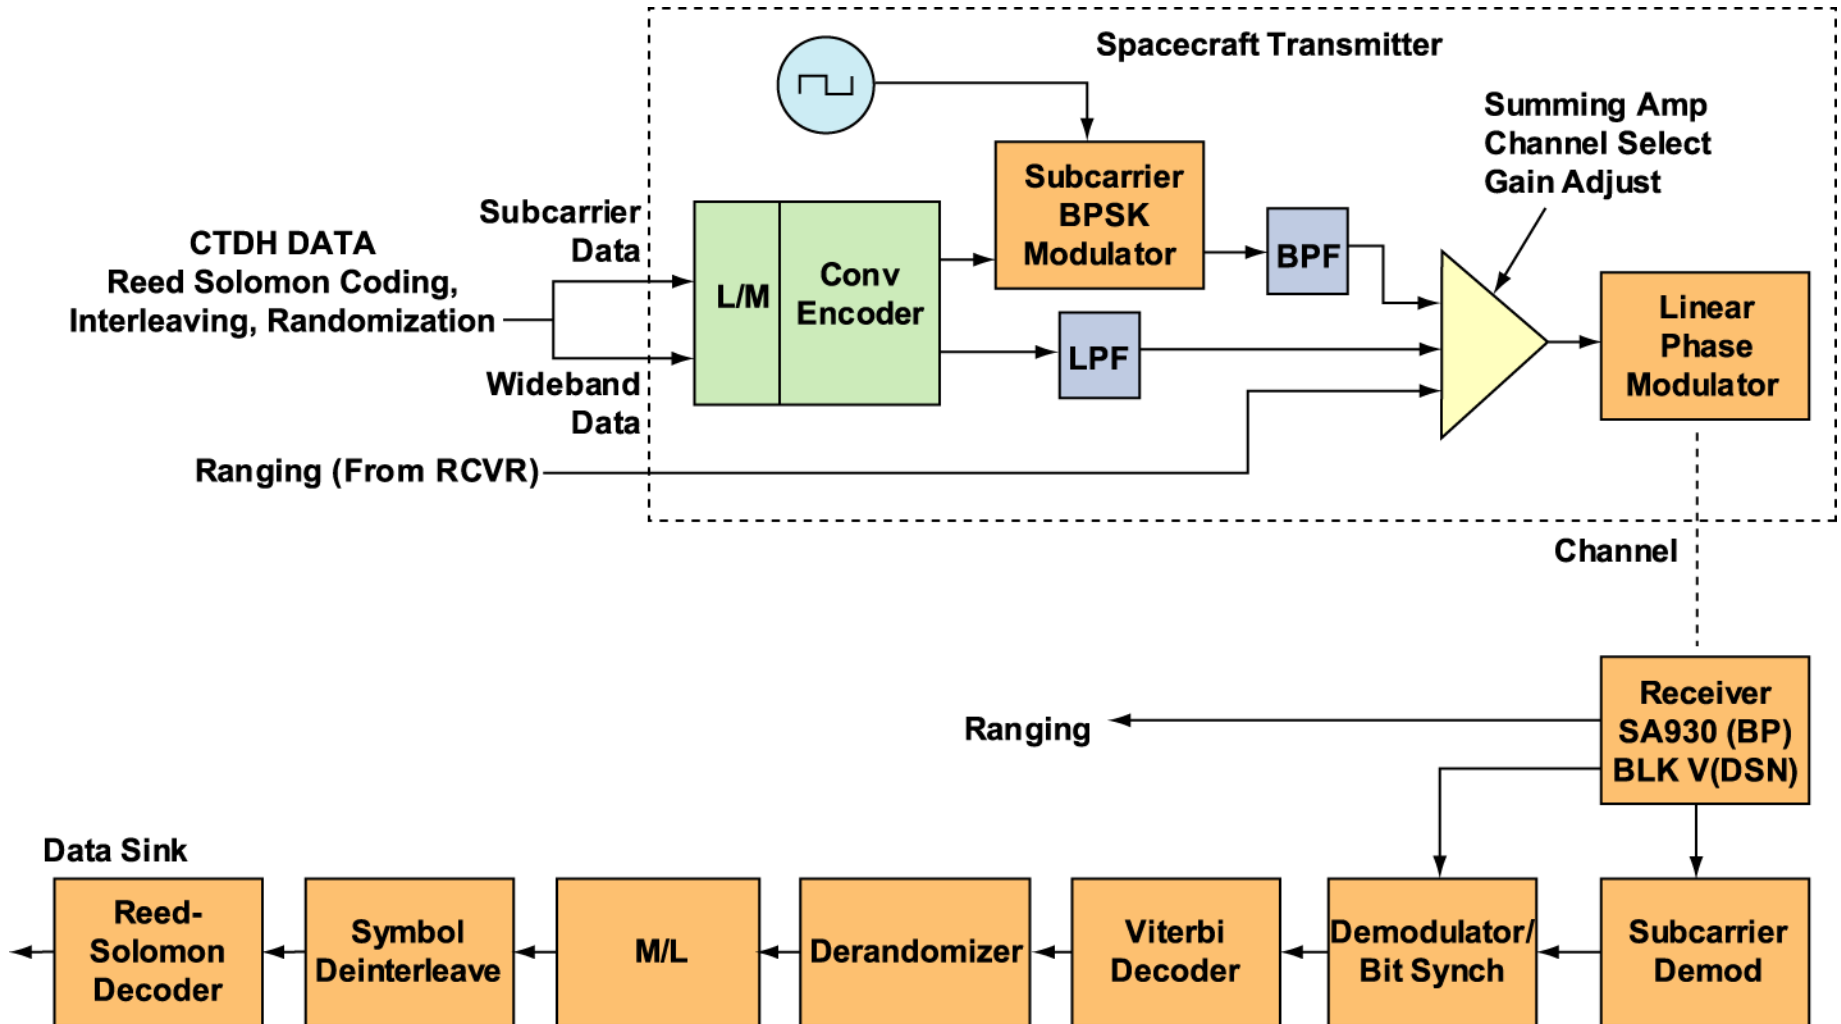 Spacecraft Transmitter
Summing Amp
Channel Select
Gain Adjust
Subcarrier
BPSK
Modulator
Subcarrier
Data
CTDH DATA
Reed Solomon Coding,
Interleaving, Randomization
L/M
Conv
Encoder
BPF
LPF
Linear
Phase
Modulator
Wideband
Data
Ranging (From RCVR)
Channel
Receiver
SA930 (BP)
BLK V(DSN)
Ranging
Data Sink
Reed-
Solomon
Decoder
Symbol
Deinterleave
M/L
Derandomizer
Viterbi
Decoder
Demodulator/
Bit Synch
Subcarrier
Demod